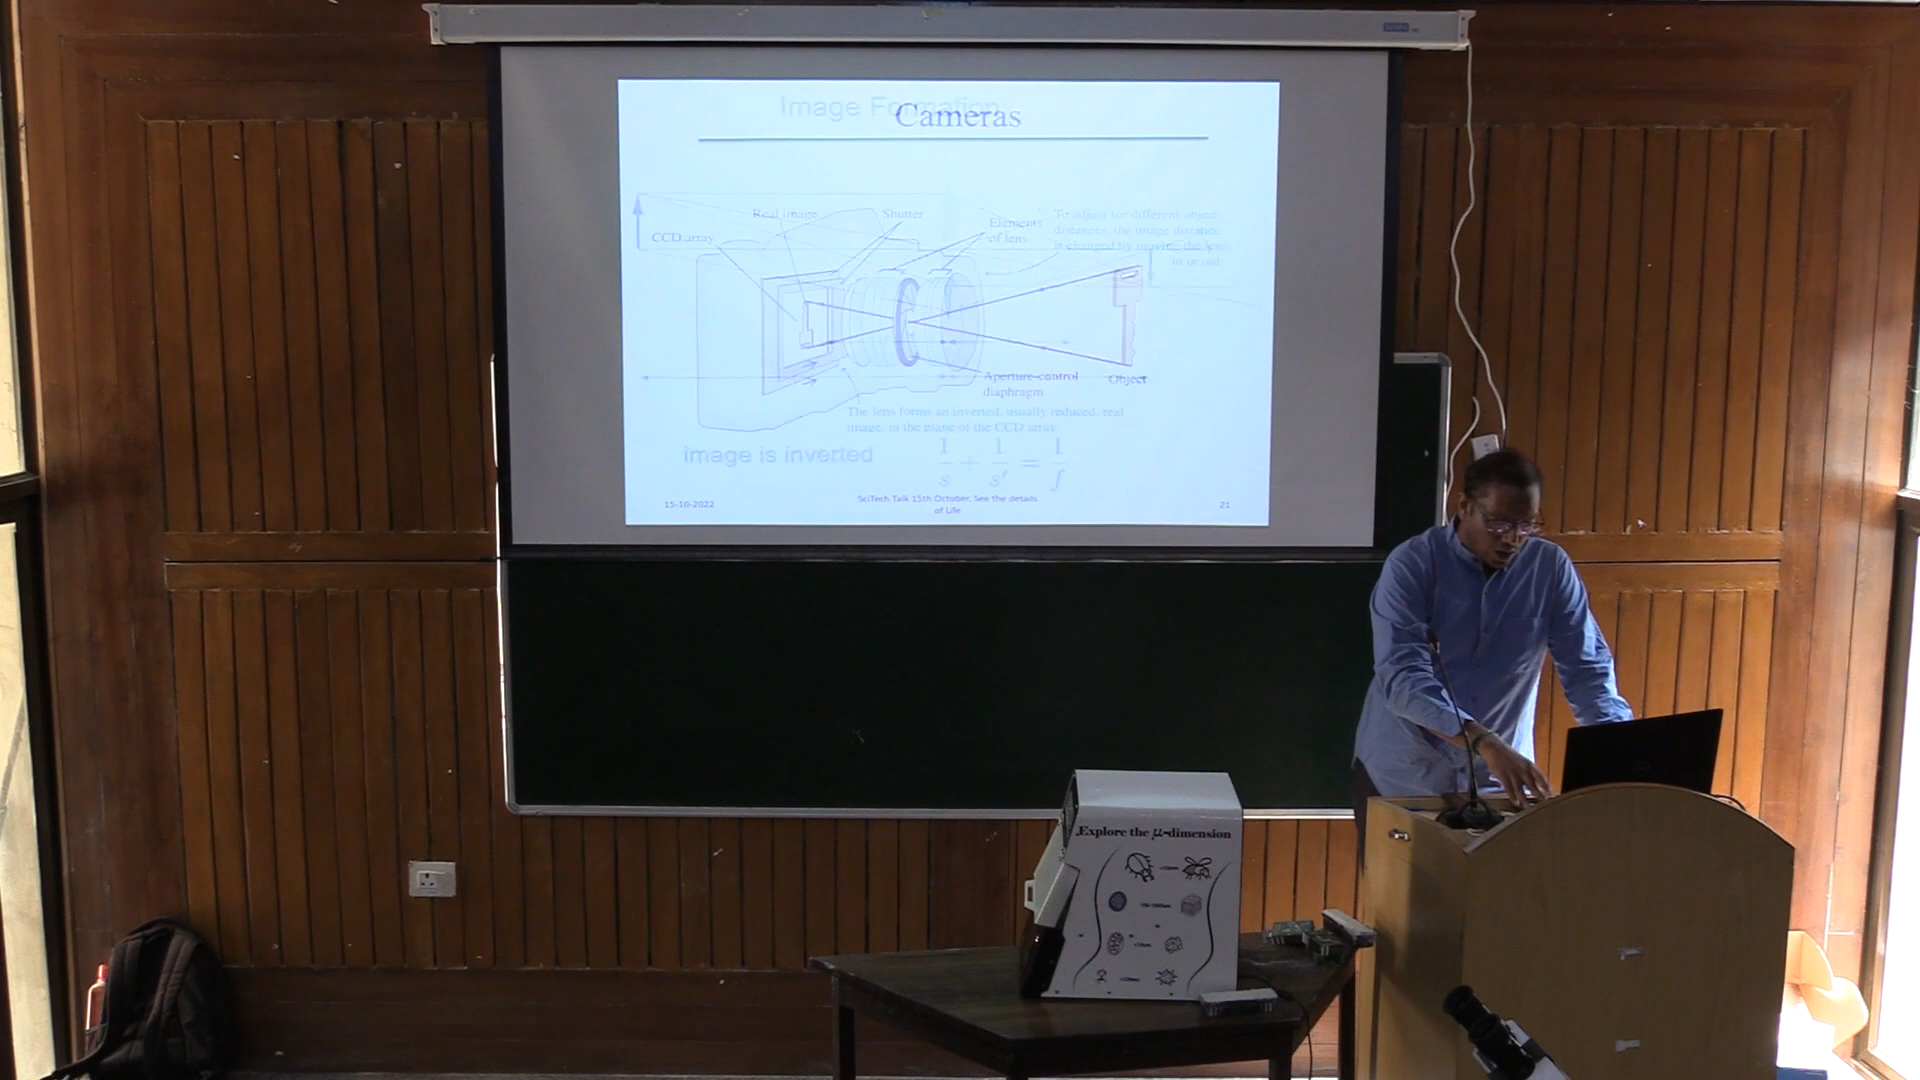 Image Formation
Cameras
Real image
Shutter
CCD array
Elements
of lens
To adjust for different object
distances, the image distance
is changed by moving the lens
in or out.
Aperture-control
diaphragm
Object
The lens forms an inverted, usually reduced, real
image, in the plane of the CCD array.
Image is inverted
1/s + 1/s' = 1/f
15-10-2022
SciTech Talk 15th October. See the details
of Life
21
Explore the μ-dimension